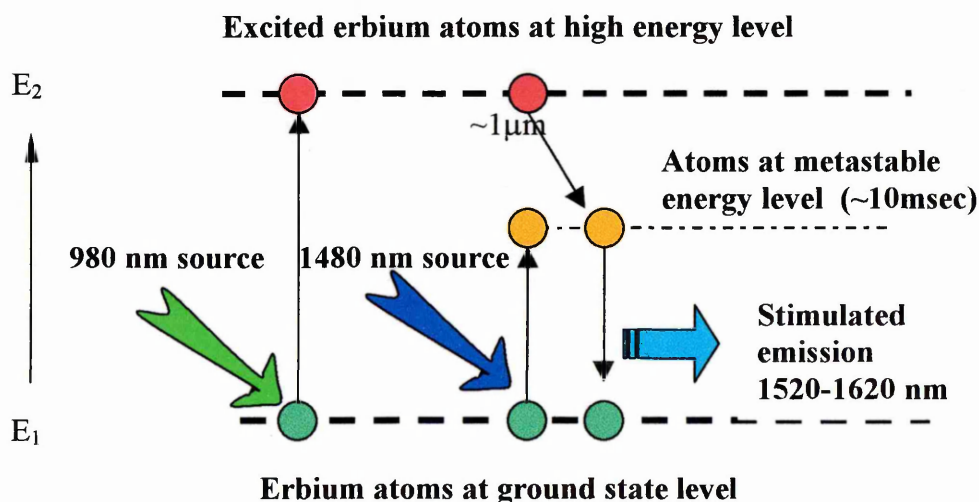 Excited erbium atoms at high energy level
E₂
~1μm
Atoms at metastable
energy level (~10msec)
980 nm source
1480 nm source
Stimulated
emission
1520-1620 nm
E₁
Erbium atoms at ground state level